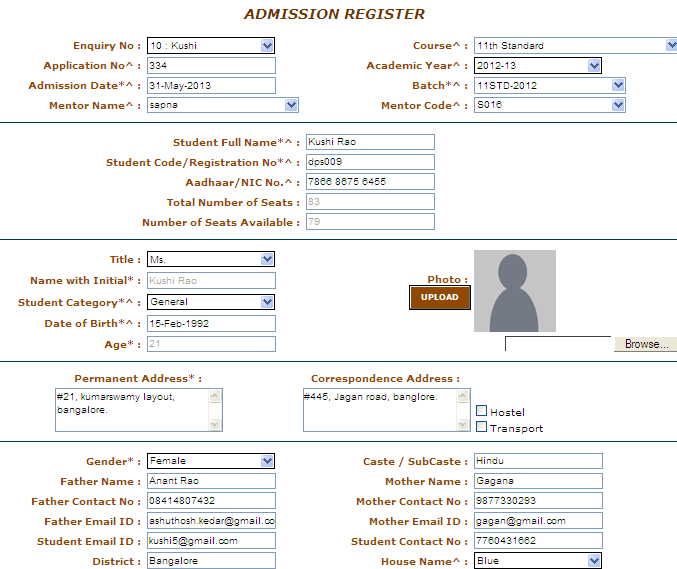 ADMISSION REGISTER
Enquiry No : 10 : Kushi Course^ : 11th Standard
Application No^ : 334 Academic Year^ : 2012-13
Admission Date*^ : 31-May-2013 Batch*^ : 11STD-2012
Mentor Name^ : sapna Mentor Code^ : S016
Student Full Name*^ : Kushi Rao
Student Code/Registration No*^ : dps009
Aadhaar/NIC No.^ : 7866 8675 6455
Total Number of Seats : 83
Number of Seats Available : 79
Title : Ms.
Name with Initial* : Kushi Rao Photo :
Student Category*^ : General UPLOAD
Date of Birth*^ : 15-Feb-1992
Age* : 21 Browse...
Permanent Address* : Correspondence Address :
#21, kumarswamy layout, #445, Jagan road, banglore.
bangalore. Hostel
Transport
Gender* : Female Caste / SubCaste : Hindu
Father Name : Anant Rao Mother Name : Gagana
Father Contact No : 08414807432 Mother Contact No : 9877330293
Father Email ID : ashuthosh.kedar@gmail.co Mother Email ID : gagan@gmail.com
Student Email ID : kushi5@gmail.com Student Contact No : 7760431662
District : Bangalore House Name^ : Blue